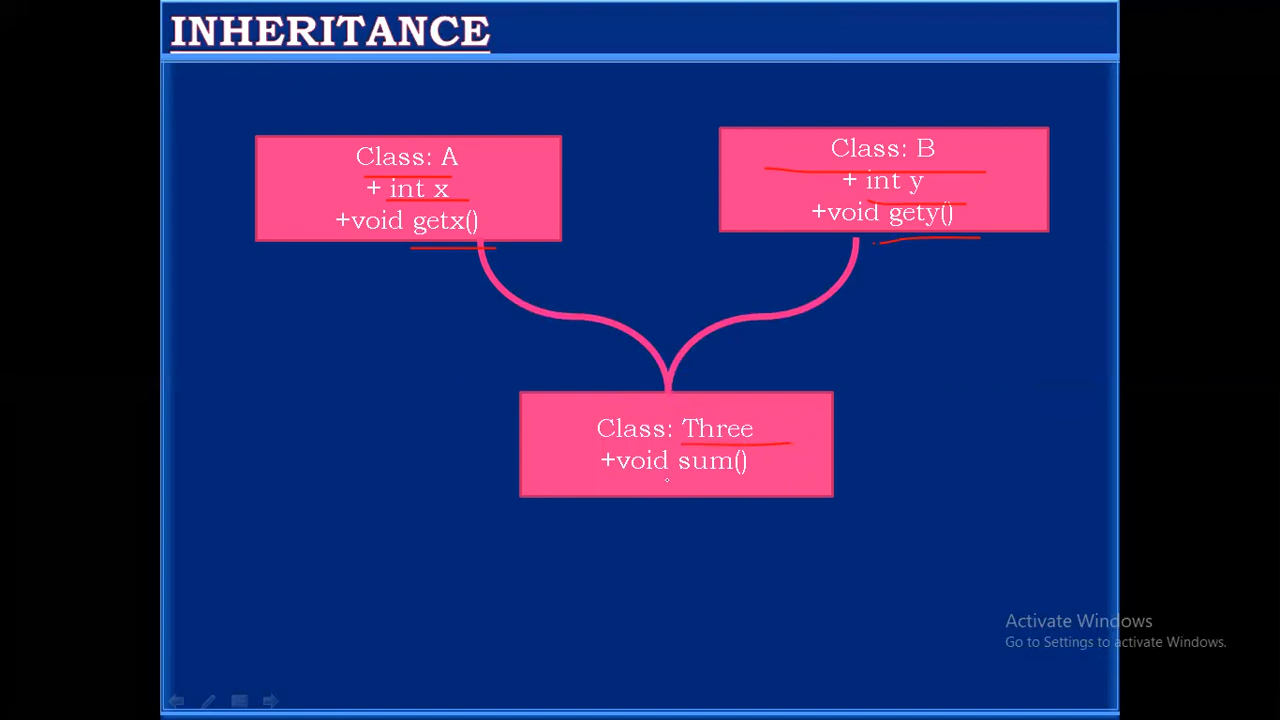 INHERITANCE
Class: A
+ int x
+void getx()
Class: B
+ int y
+void gety()
Class: Three
+void sum()
Activate Windows
Go to Settings to activate Windows.